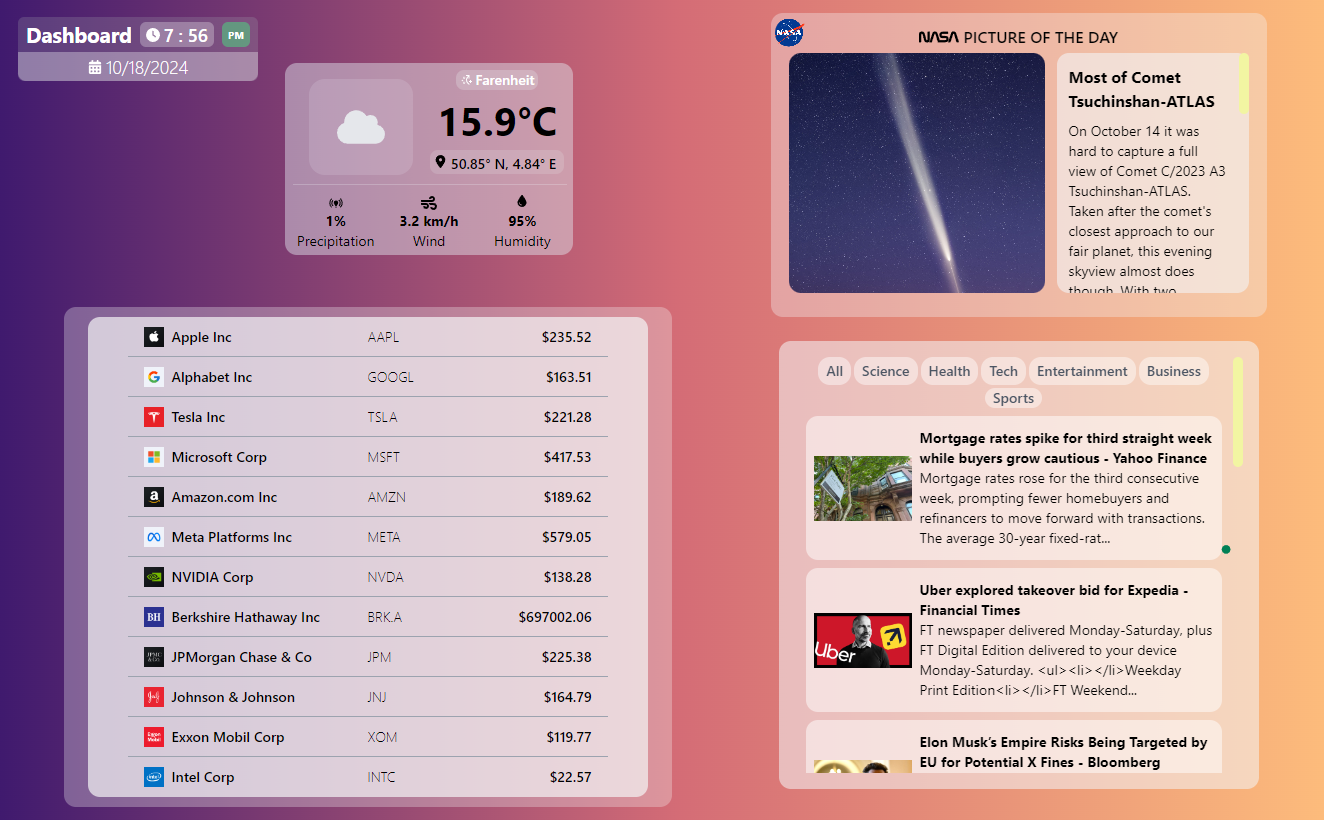 Dashboard 7 : 56 PM
10/18/2024
Farenheit
15.9°C
50.85° N, 4.84° E
1% 3.2 km/h 95%
Precipitation Wind Humidity
Apple Inc AAPL $235.52
Alphabet Inc GOOGL $163.51
Tesla Inc TSLA $221.28
Microsoft Corp MSFT $417.53
Amazon.com Inc AMZN $189.62
Meta Platforms Inc META $579.05
NVIDIA Corp NVDA $138.28
BH Berkshire Hathaway Inc BRK.A $697002.06
JPMorgan Chase & Co JPM $225.38
Johnson & Johnson JNJ $164.79
Exxon Mobil Corp XOM $119.77
intel Intel Corp INTC $22.57
NASA
NASA PICTURE OF THE DAY
Most of Comet
Tsuchinshan-ATLAS
On October 14 it was
hard to capture a full
view of Comet C/2023 A3
Tsuchinshan-ATLAS.
Taken after the comet's
closest approach to our
fair planet, this evening
skyview almost does
though. With two
All Science Health Tech Entertainment Business
Sports
Mortgage rates spike for third straight week
while buyers grow cautious - Yahoo Finance
Mortgage rates rose for the third consecutive
week, prompting fewer homebuyers and
refinancers to move forward with transactions.
The average 30-year fixed-rat...
Uber
Uber explored takeover bid for Expedia -
Financial Times
FT newspaper delivered Monday-Saturday, plus
FT Digital Edition delivered to your device
Monday-Saturday. <ul><li></li>Weekday
Print Edition<li></li>FT Weekend...
Elon Musk's Empire Risks Being Targeted by
EU for Potential X Fines - Bloomberg